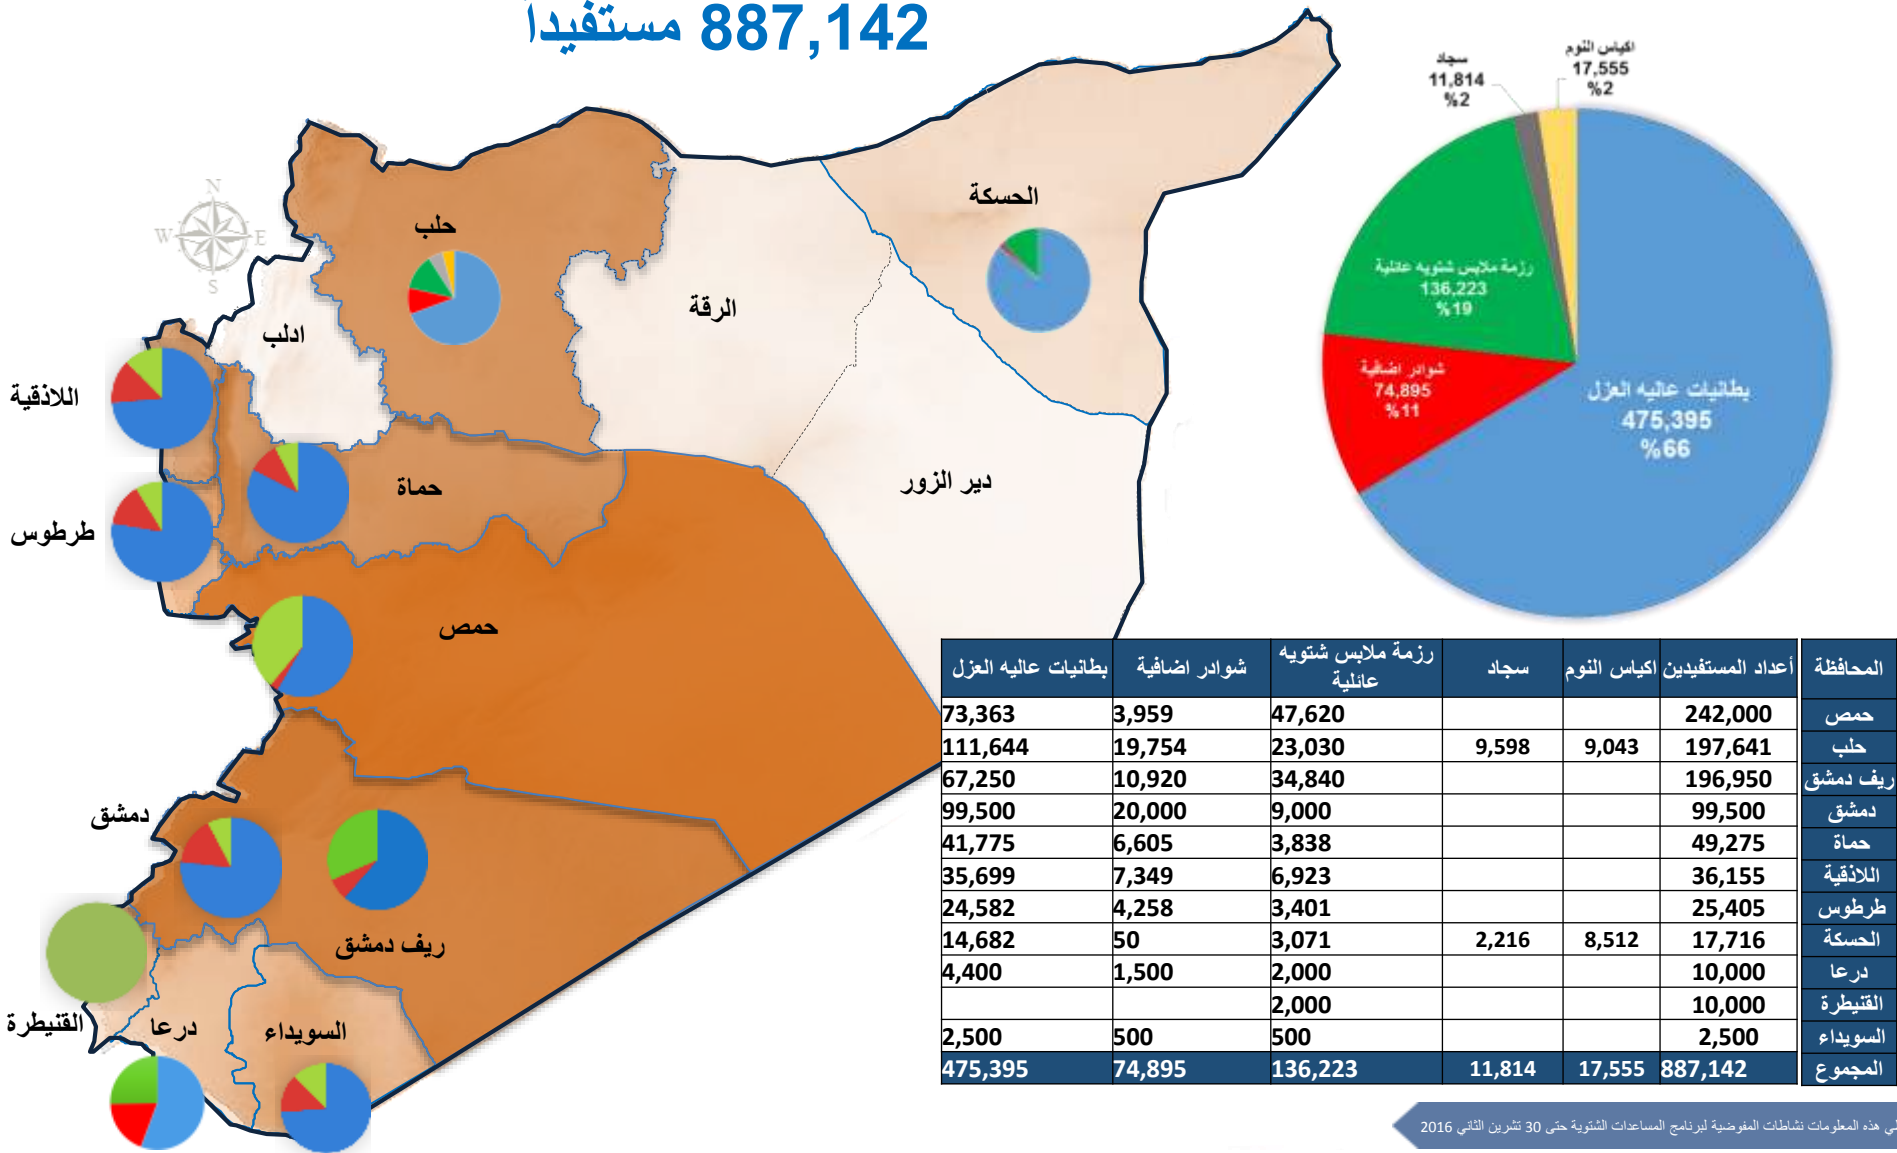 887,142 مستفيداً
اكياس النوم
17,555
%2
سجاد
11,814
%2
رزمة ملابس شتويه عائلية
136,223
%19
شوادر اضافية
74,895
%11
بطانيات عاليه العزل
475,395
%66
N
W E
S
الحسكة
حلب
الرقة
ادلب
اللاذقية
دير الزور
حماة
طرطوس
حمص
دمشق
ريف دمشق
القنيطرة
درعا
السويداء
المحافظة أعداد المستفيدين اكياس النوم سجاد رزمة ملابس شتويه عائلية شوادر اضافية بطانيات عاليه العزل
حمص 242,000 47,620 3,959 73,363
حلب 197,641 9,043 9,598 23,030 19,754 111,644
ريف دمشق 196,950 34,840 10,920 67,250
دمشق 99,500 9,000 20,000 99,500
حماة 49,275 3,838 6,605 41,775
اللاذقية 36,155 6,923 7,349 35,699
طرطوس 25,405 3,401 4,258 24,582
الحسكة 17,716 8,512 2,216 3,071 50 14,682
درعا 10,000 2,000 1,500 4,400
القنيطرة 10,000 2,000
السويداء 2,500 500 500 2,500
المجموع 887,142 17,555 11,814 136,223 74,895 475,395
هذه المعلومات نشاطات المفوضية لبرنامج المساعدات الشتوية حتى 30 تشرين الثاني 2016